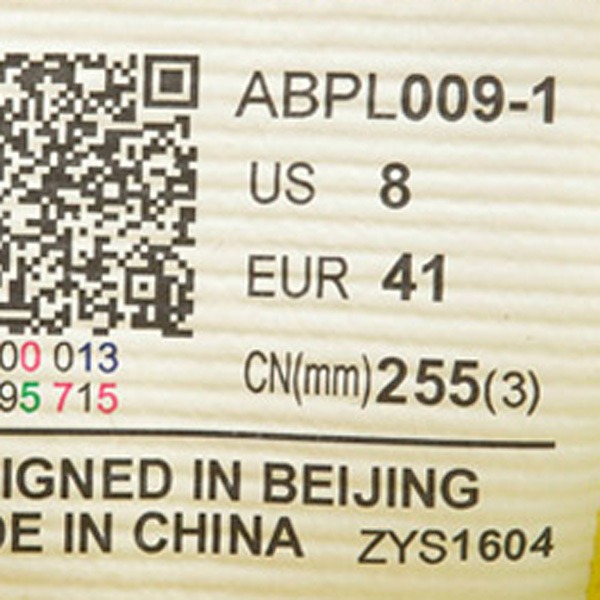 ABPL009-1
US 8
EUR 41
CN(mm)255(3)
00 013
95 715
IGNED IN BEIJING
DE IN CHINA ZYS1604